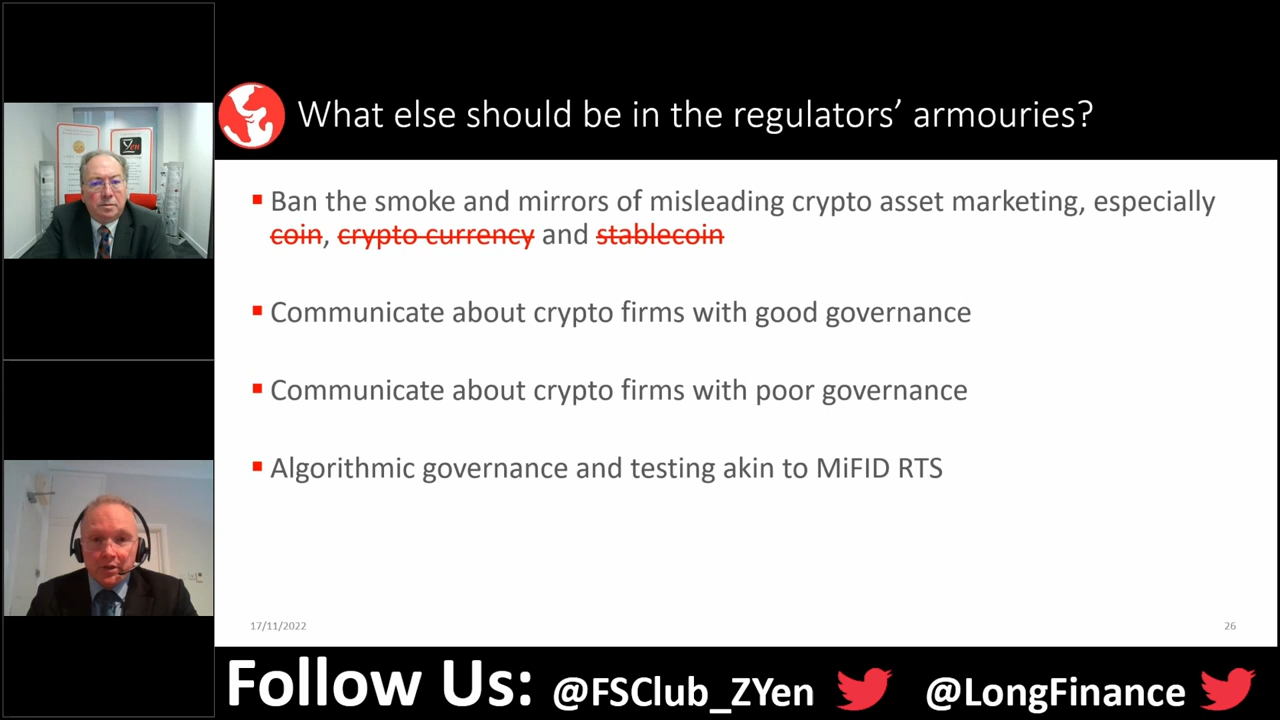 What else should be in the regulators’ armouries?
Ban the smoke and mirrors of misleading crypto asset marketing, especially
coin, crypto currency and stablecoin
Communicate about crypto firms with good governance
Communicate about crypto firms with poor governance
Algorithmic governance and testing akin to MiFID RTS
17/11/2022
26
Follow Us: @FSClub_ZYen @LongFinance